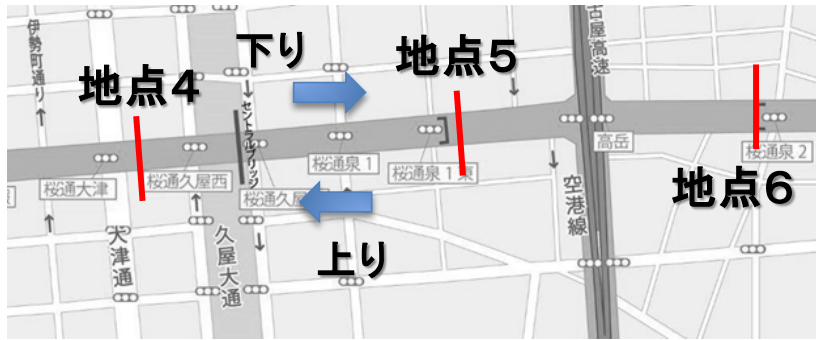 伊勢町通り
下り
地点4
地点5
古屋高速
セントラルブリッジ
桜通大津
桜通久屋西
桜通久屋
桜通泉1
桜通泉1東
高岳
桜通泉2
地点6
上り
大津通
久屋大通
空港線